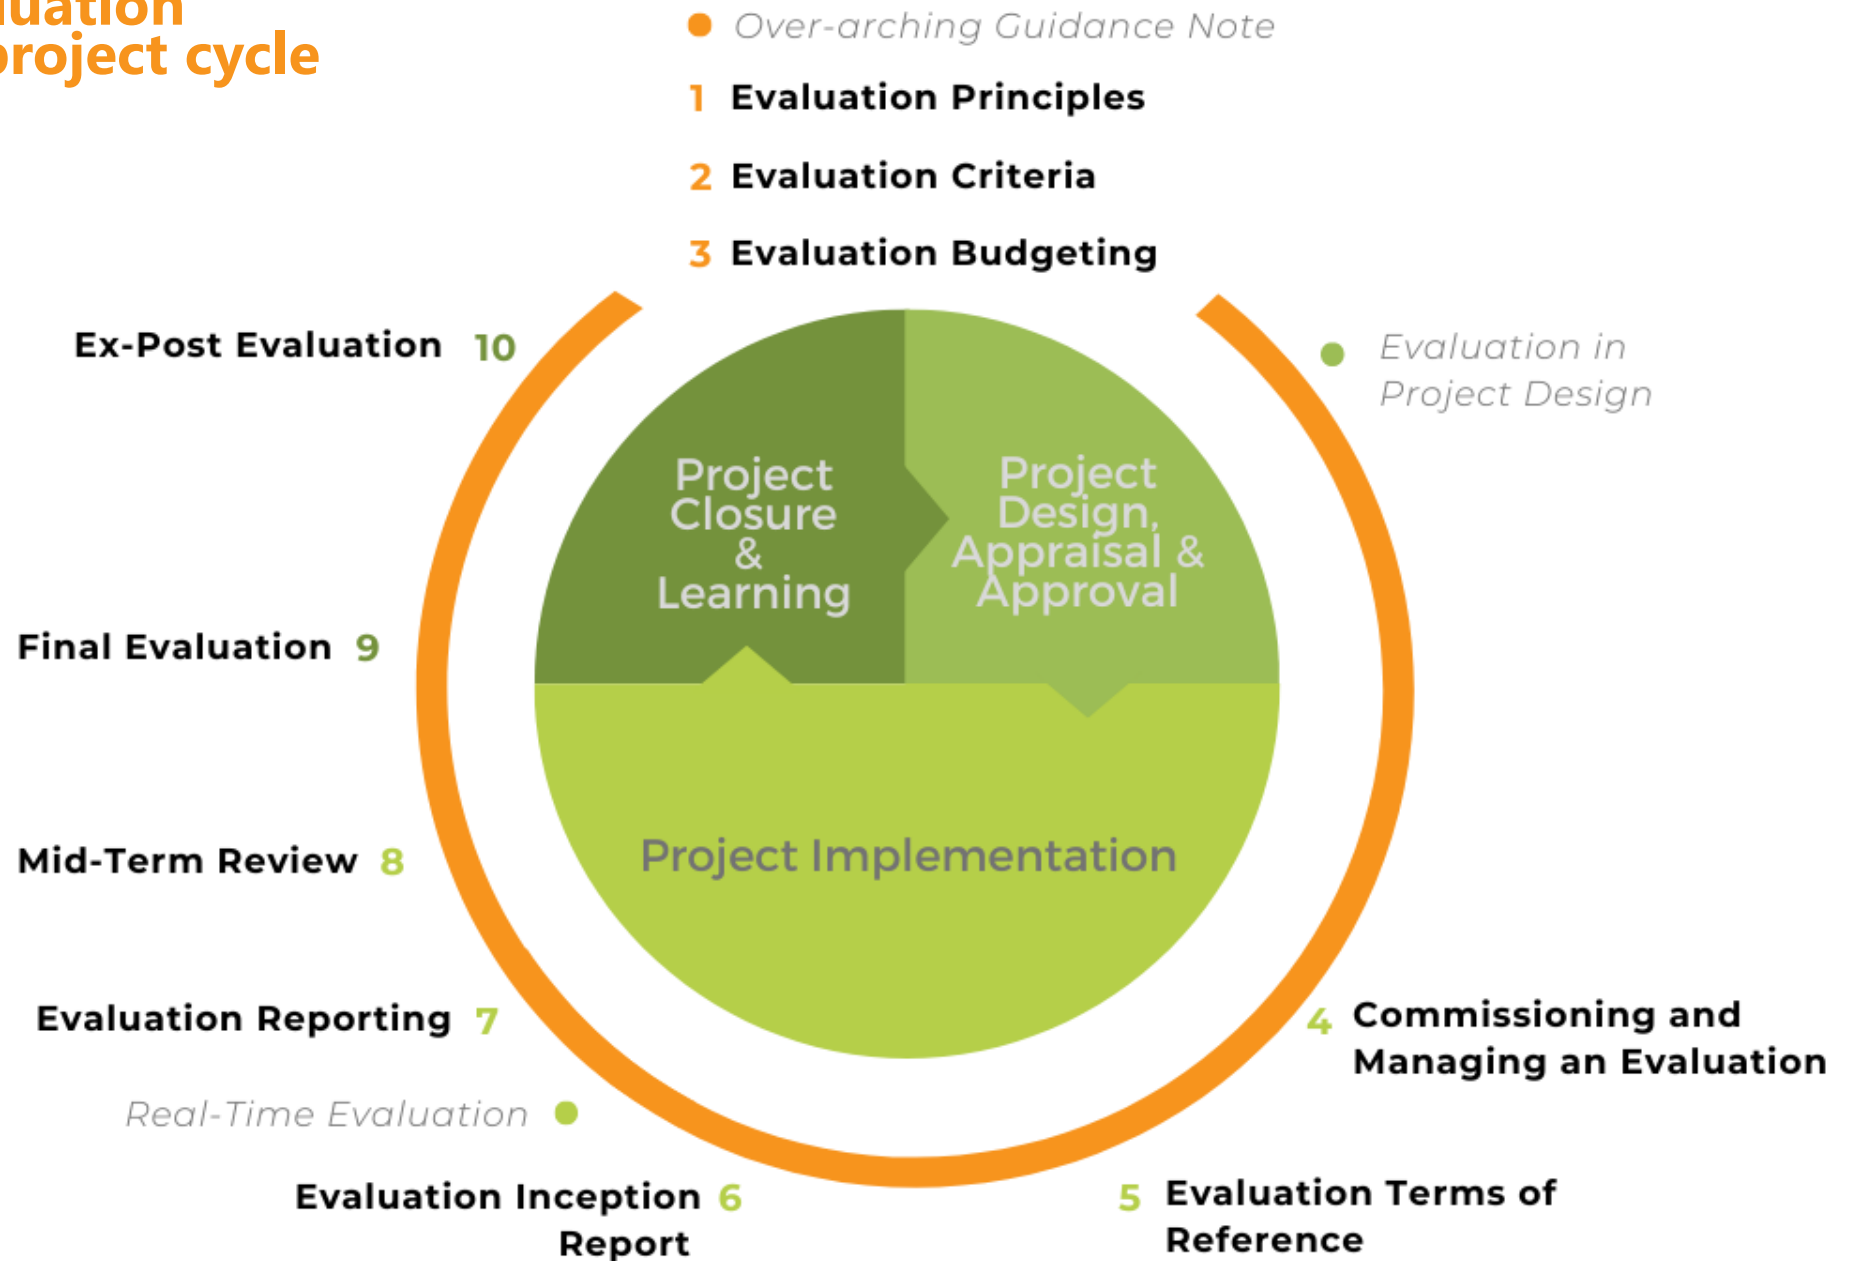 project cycle
Over-arching Guidance Note
1 Evaluation Principles
2 Evaluation Criteria
3 Evaluation Budgeting
Ex-Post Evaluation 10
Evaluation in
Project Design
Project
Closure
&
Learning
Project
Design,
Appraisal &
Approval
Final Evaluation 9
Project Implementation
Mid-Term Review 8
Evaluation Reporting 7
4 Commissioning and
Managing an Evaluation
Real-Time Evaluation
Evaluation Inception 6
Report
5 Evaluation Terms of
Reference